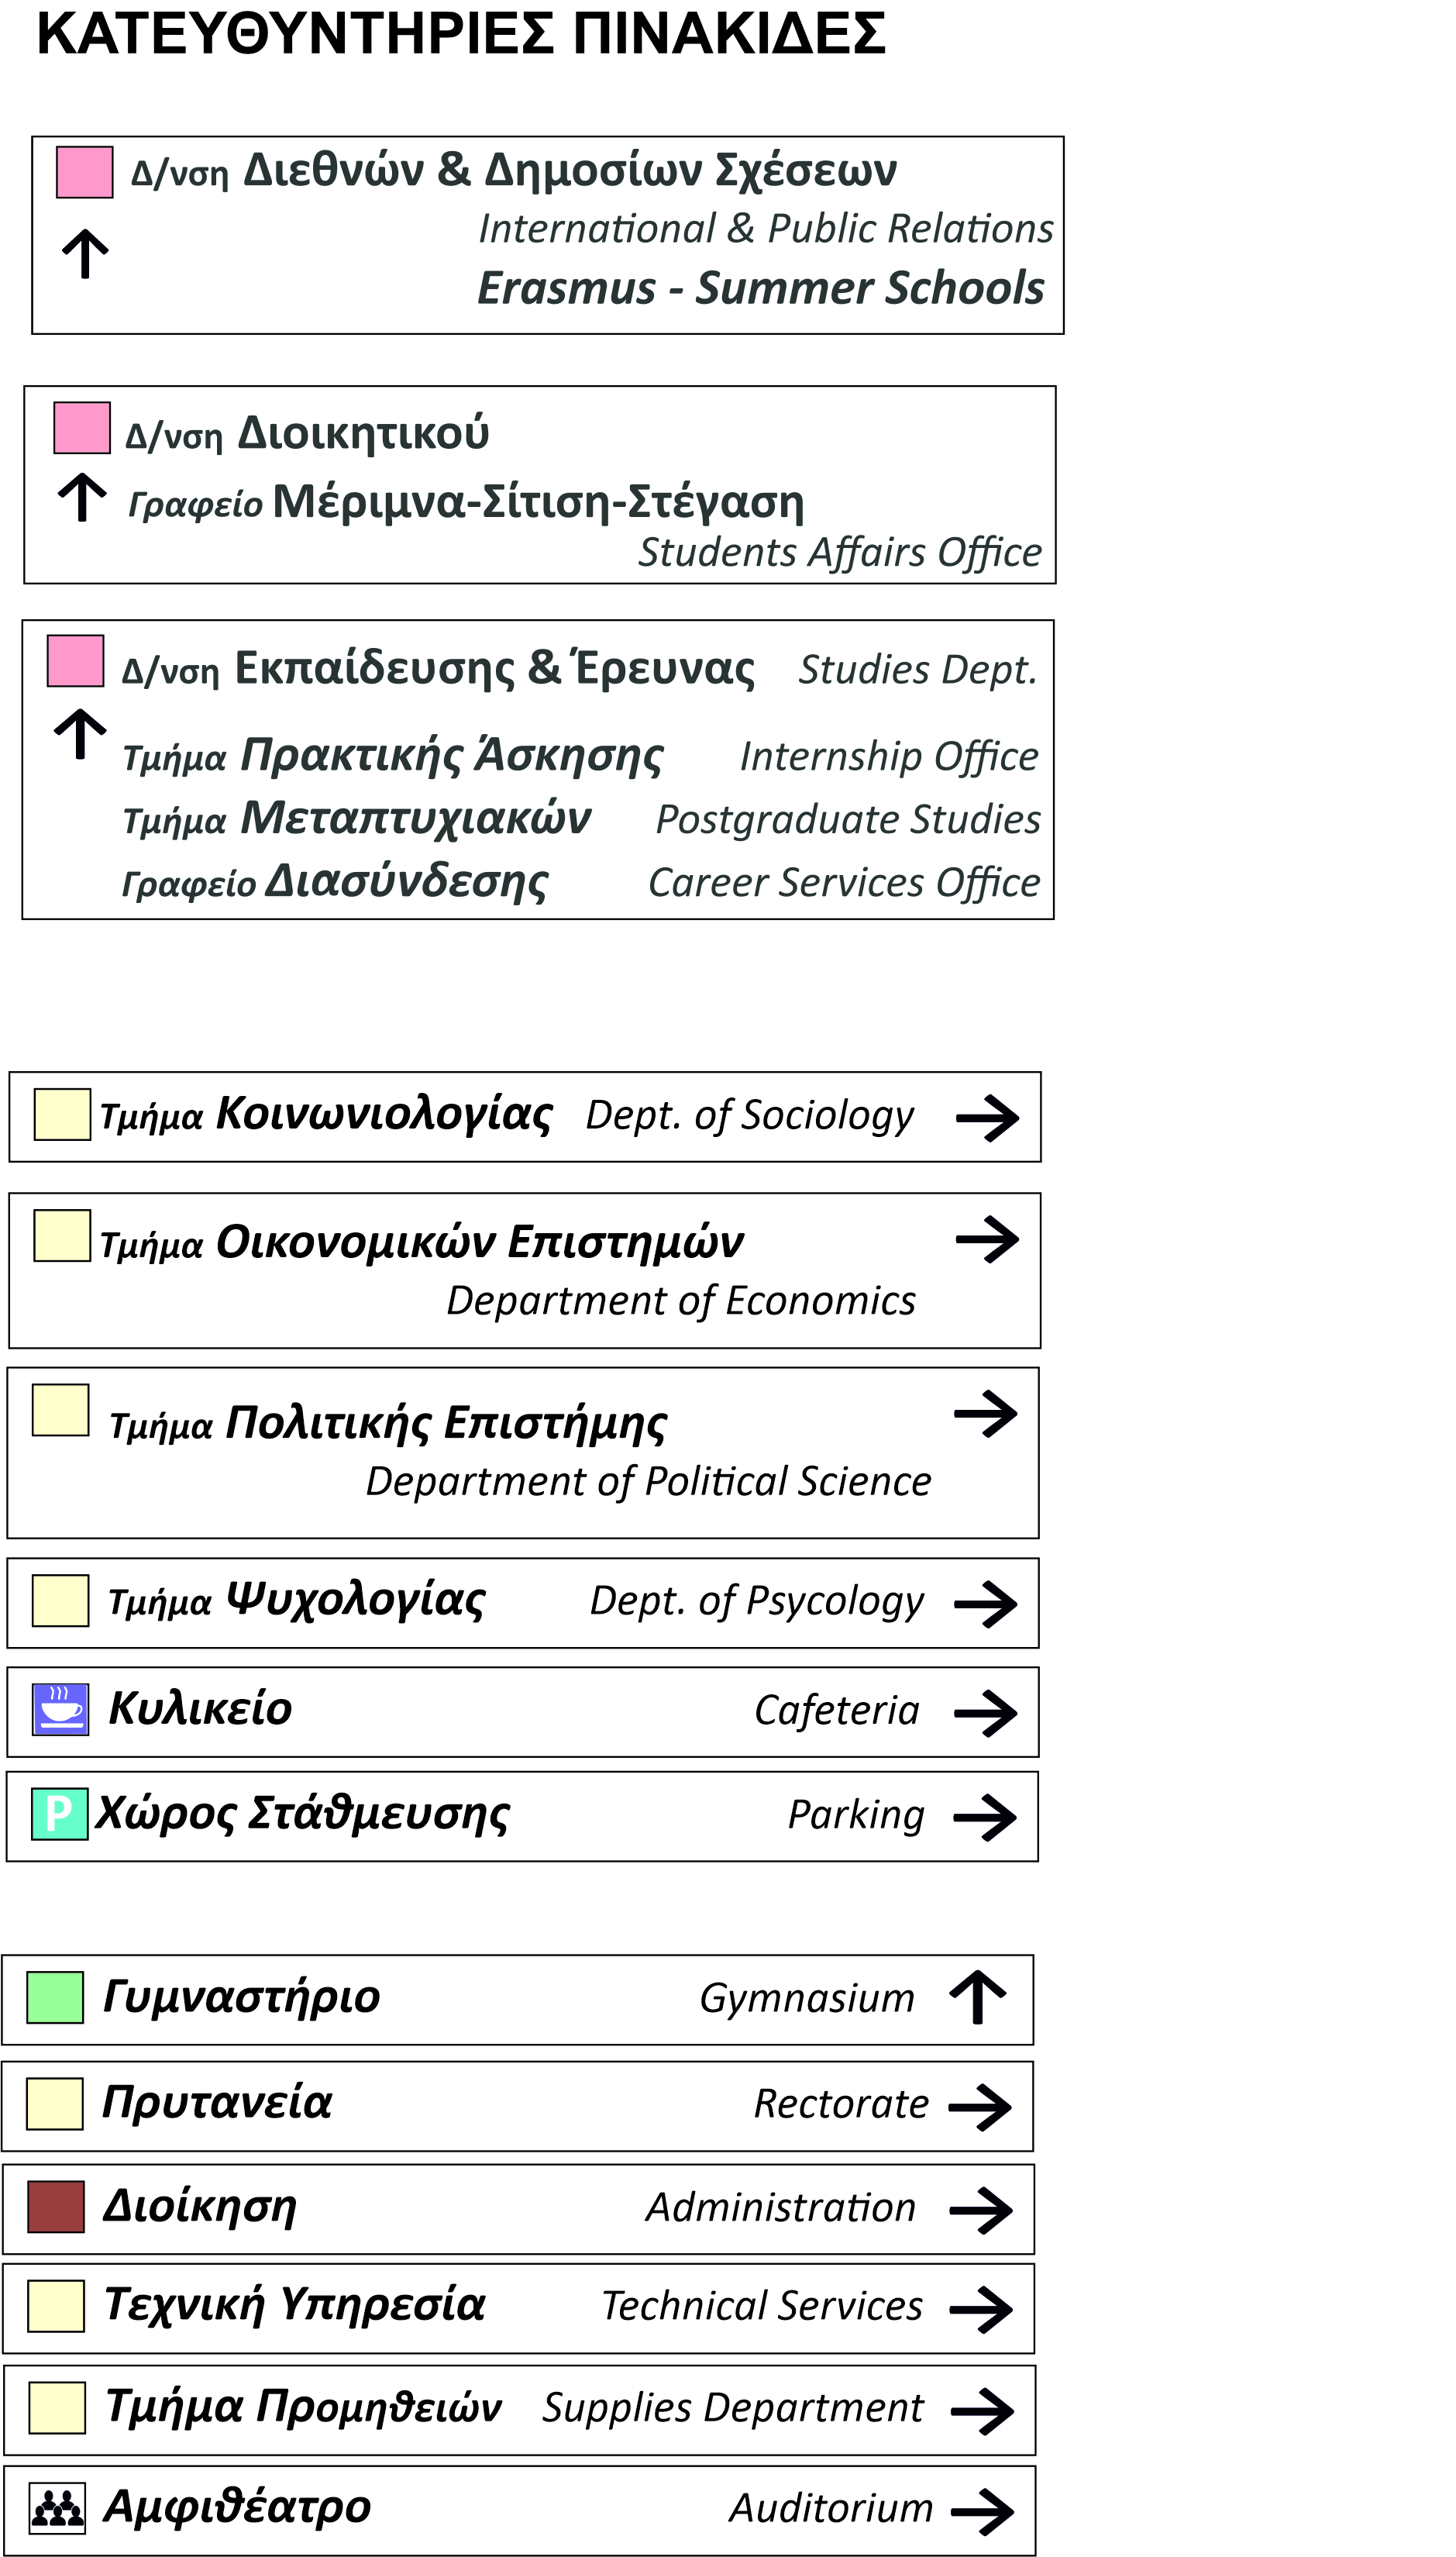 ΚΑΤΕΥΘΥΝΤΗΡΙΕΣ ΠΙΝΑΚΙΔΕΣ
Δ/νση Διεθνών & Δημοσίων Σχέσεων
International & Public Relations
Erasmus - Summer Schools
Δ/νση Διοικητικού
Γραφείο Μέριμνα-Σίτιση-Στέγαση
Students Affairs Office
Δ/νση Εκπαίδευσης & Έρευνας Studies Dept.
Τμήμα Πρακτικής Άσκησης Internship Office
Τμήμα Μεταπτυχιακών Postgraduate Studies
Γραφείο Διασύνδεσης Career Services Office
Τμήμα Κοινωνιολογίας Dept. of Sociology
Τμήμα Οικονομικών Επιστημών
Department of Economics
Τμήμα Πολιτικής Επιστήμης
Department of Political Science
Τμήμα Ψυχολογίας Dept. of Psycology
Κυλικείο Cafeteria
P Χώρος Στάθμευσης Parking
Γυμναστήριο Gymnasium
Πρυτανεία Rectorate
Διοίκηση Administration
Τεχνική Υπηρεσία Technical Services
Τμήμα Προμηθειών Supplies Department
Αμφιθέατρο Auditorium